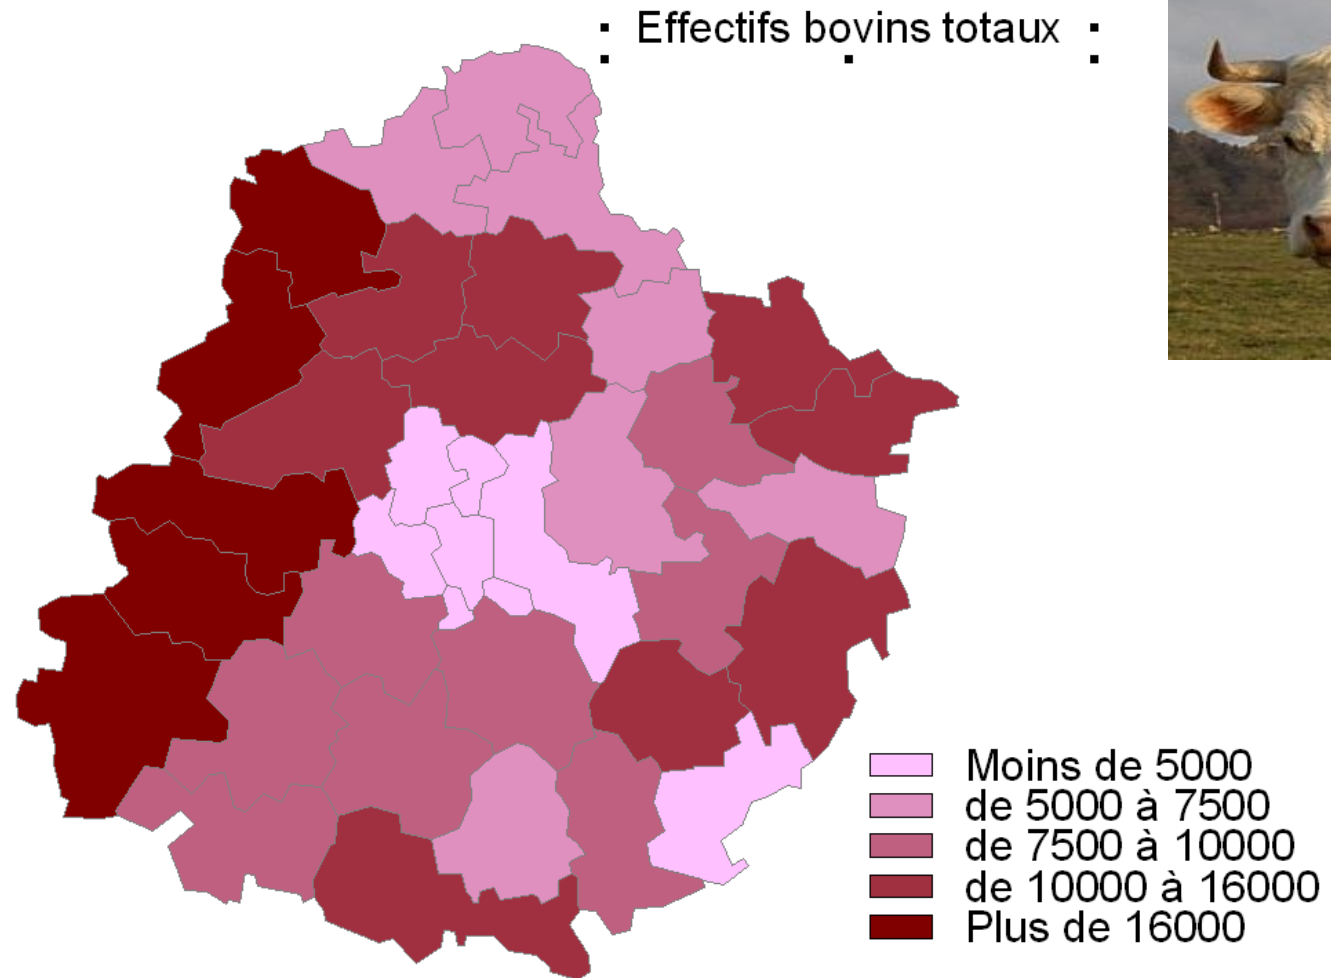 Effectifs bovins totaux
Moins de 5000
de 5000 à 7500
de 7500 à 10000
de 10000 à 16000
Plus de 16000